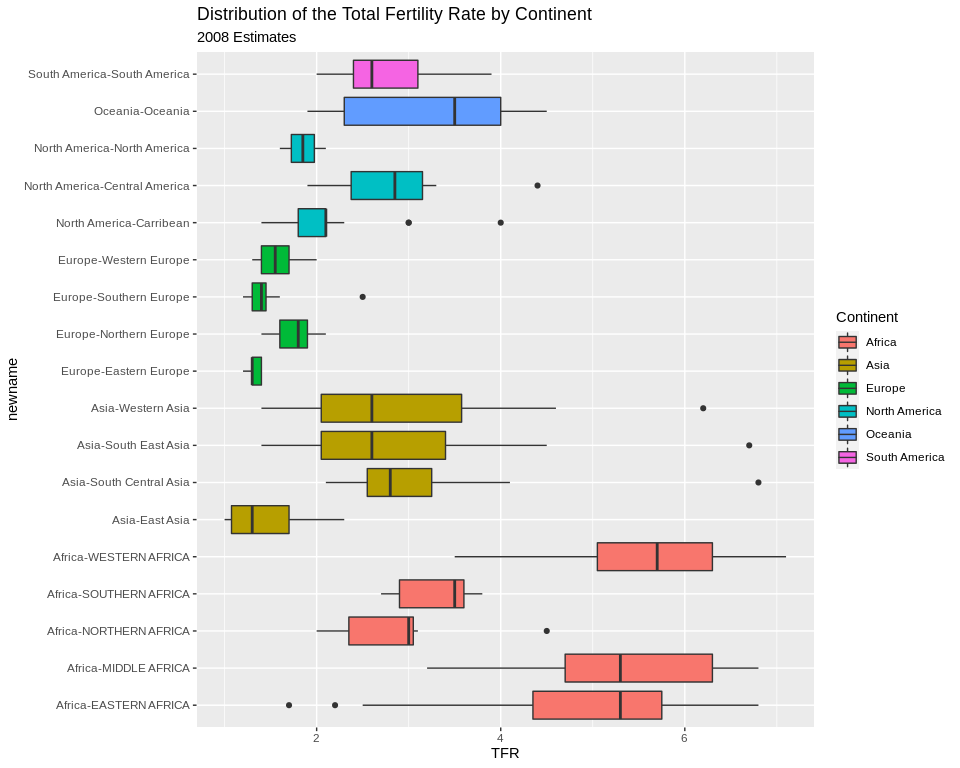 Distribution of the Total Fertility Rate by Continent
2008 Estimates
South America-South America
Oceania-Oceania
North America-North America
North America-Central America
North America-Carribean
Europe-Western Europe
Europe-Southern Europe
Europe-Northern Europe
Europe-Eastern Europe
Asia-Western Asia
Asia-South East Asia
Asia-South Central Asia
Asia-East Asia
Africa-WESTERN AFRICA
Africa-SOUTHERN AFRICA
Africa-NORTHERN AFRICA
Africa-MIDDLE AFRICA
Africa-EASTERN AFRICA
newname
2 4 6
TFR
Continent
Africa
Asia
Europe
North America
Oceania
South America